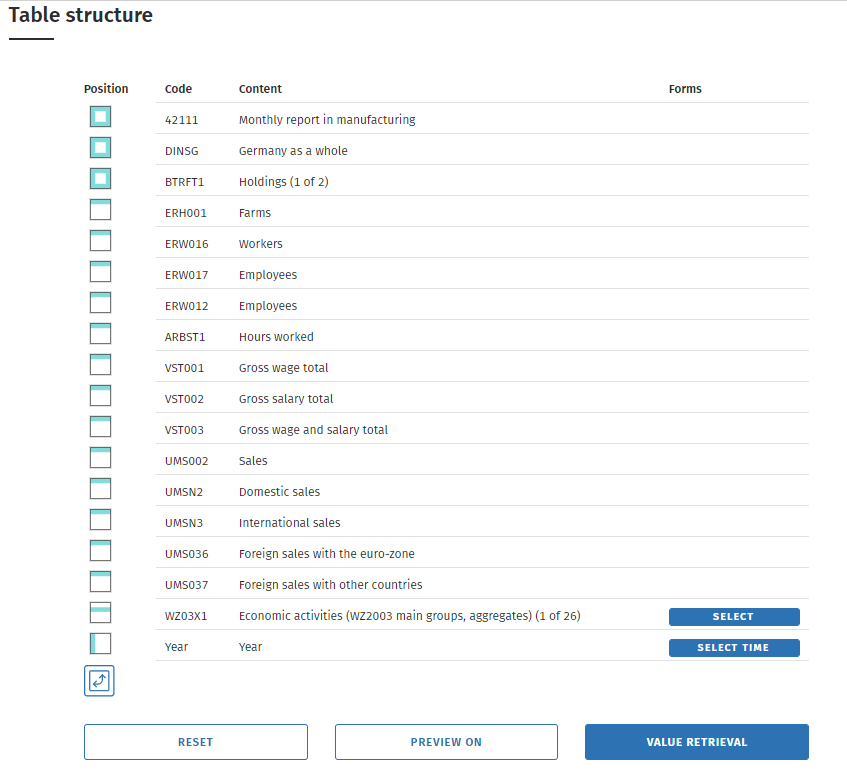 Table structure
Position Code Content Forms
42111 Monthly report in manufacturing
DINSG Germany as a whole
BTRFT1 Holdings (1 of 2)
ERH001 Farms
ERW016 Workers
ERW017 Employees
ERW012 Employees
ARBST1 Hours worked
VST001 Gross wage total
VST002 Gross salary total
VST003 Gross wage and salary total
UMS002 Sales
UMSN2 Domestic sales
UMSN3 International sales
UMS036 Foreign sales with the euro-zone
UMS037 Foreign sales with other countries
WZ03X1 Economic activities (WZ2003 main groups, aggregates) (1 of 26) SELECT
Year Year SELECT TIME
RESET PREVIEW ON VALUE RETRIEVAL